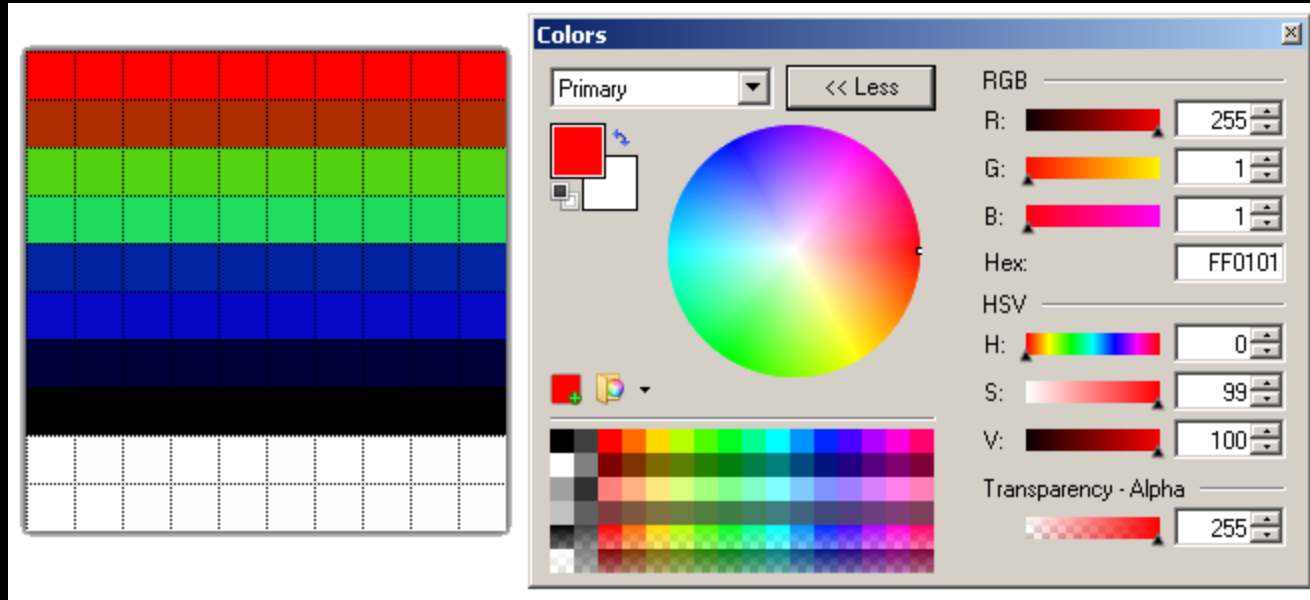 Colors
Primary
<< Less
RGB
R: 255
G: 1
B: 1
Hex: FF0101
HSV
H: 0
S: 99
V: 100
Transparency - Alpha
255